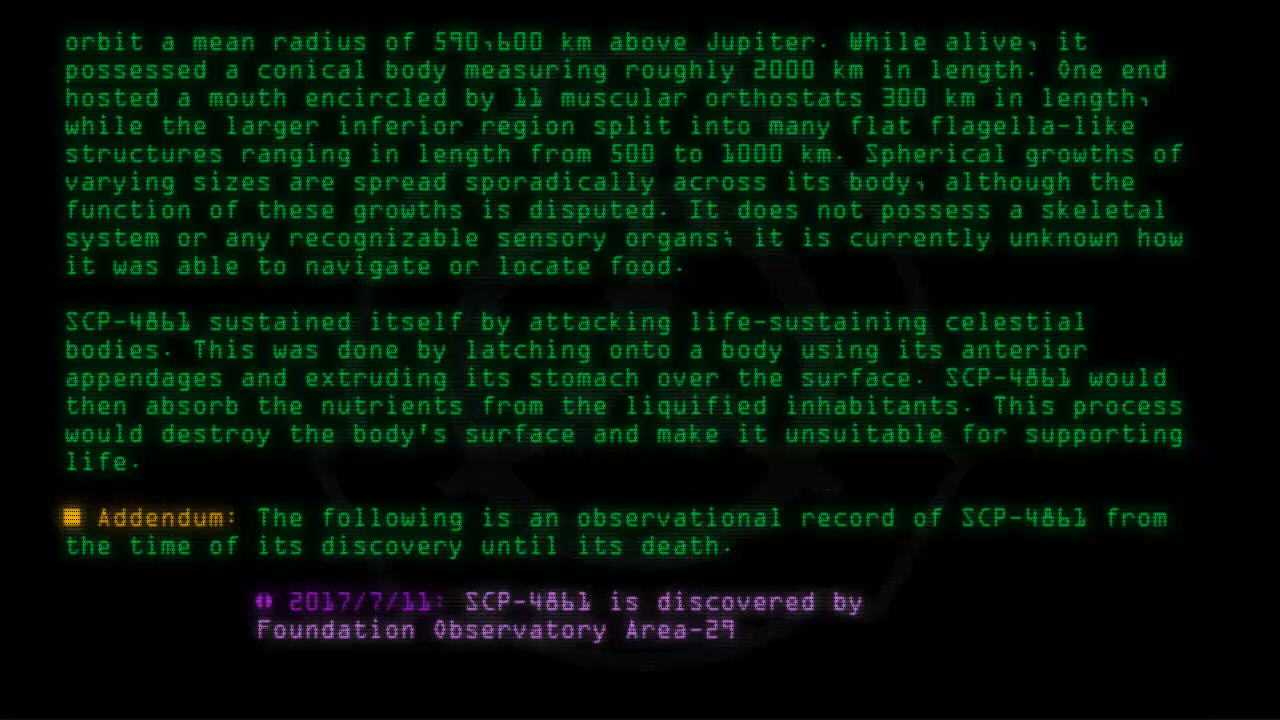 orbit a mean radius of 590,600 km above Jupiter. While alive, it
possessed a conical body measuring roughly 2000 km in length. One end
hosted a mouth encircled by 11 muscular orthostats 300 km in length,
while the larger inferior region split into many flat flagella-like
structures ranging in length from 500 to 1000 km. Spherical growths of
varying sizes are spread sporadically across its body, although the
function of these growths is disputed. It does not possess a skeletal
system or any recognizable sensory organs; it is currently unknown how
it was able to navigate or locate food.
SCP-4861 sustained itself by attacking life-sustaining celestial
bodies. This was done by latching onto a body using its anterior
appendages and extruding its stomach over the surface. SCP-4861 would
then absorb the nutrients from the liquified inhabitants. This process
would destroy the body's surface and make it unsuitable for supporting
life.
Addendum: The following is an observational record of SCP-4861 from
the time of its discovery until its death.
2017/7/11: SCP-4861 is discovered by
Foundation Observatory Area-29